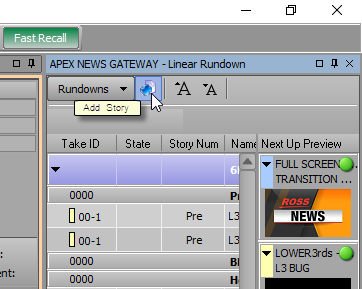 Fast Recall
APEX NEWS GATEWAY - Linear Rundown
Rundowns
A A
Add Story
Take ID State Story Num Name Next Up Preview
FULL SCREEN
TRANSITION ...
0000
00-1 Pre L3
00-1 Pre L3
0000
0000
ROSS
NEWS
LOWER3rds -
L3 BUG